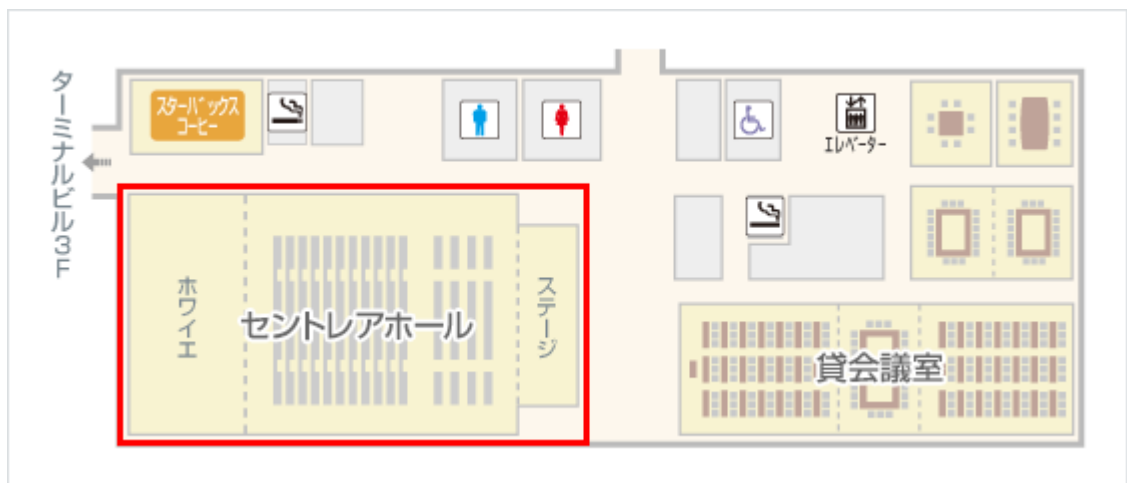 ターミナルビル3F
スターバックス
コーヒー
エレベーター
ホワイエ
セントレアホール
ステージ
貸会議室